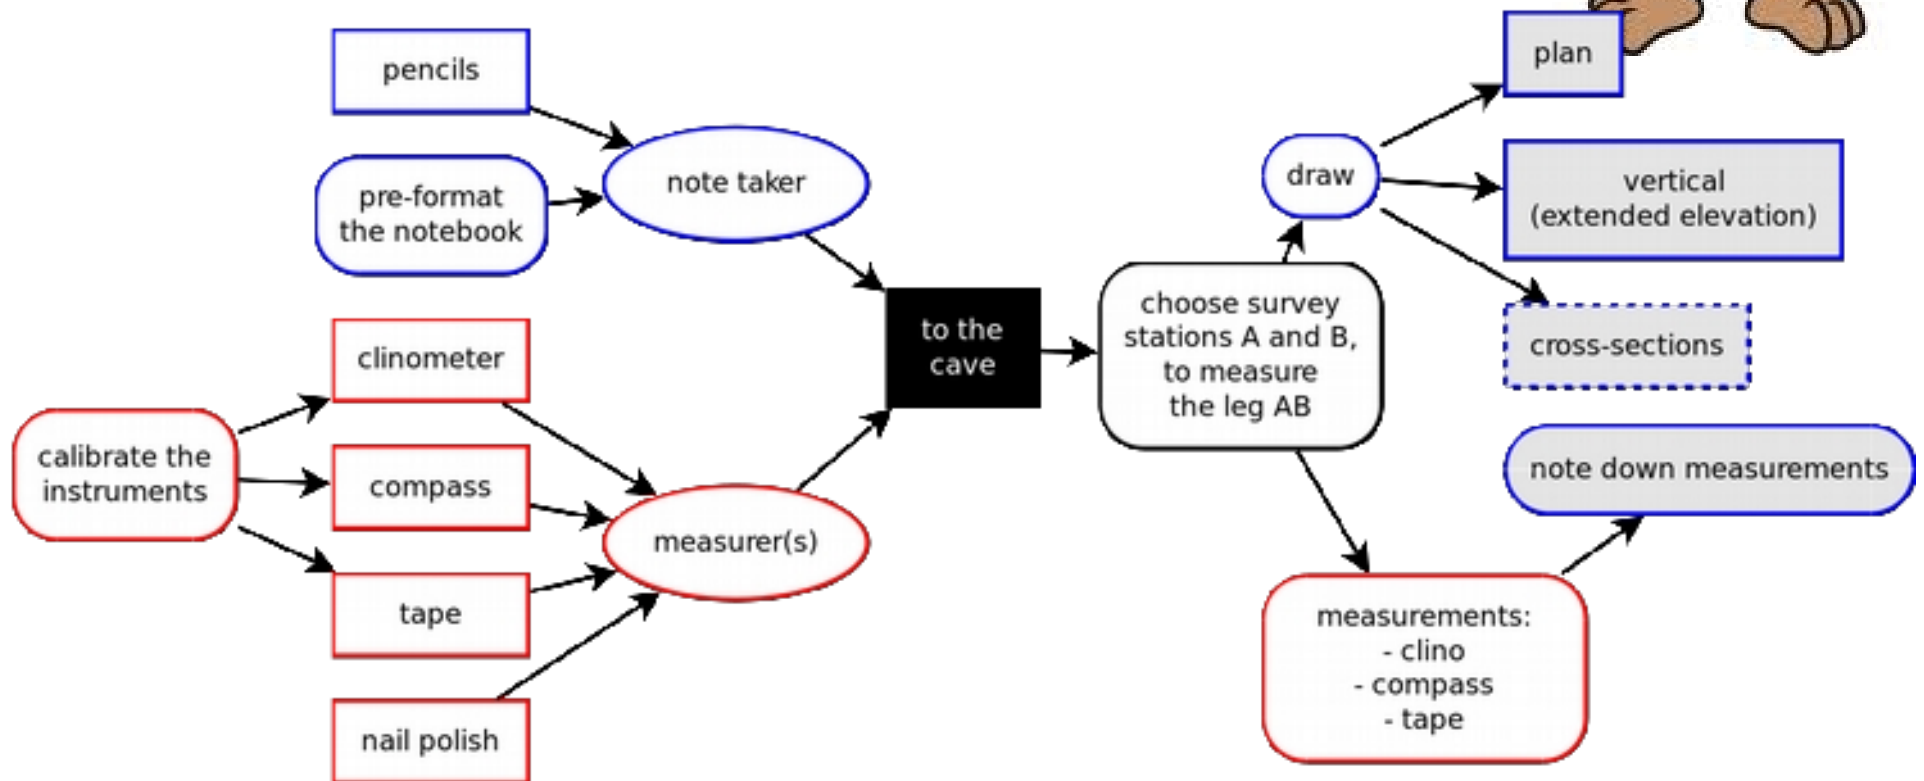 pencils
pre-format
the notebook
note taker
clinometer
calibrate the
instruments
compass
tape
nail polish
measurer(s)
to the
cave
choose survey
stations A and B,
to measure
the leg AB
draw
plan
vertical
(extended elevation)
cross-sections
note down measurements
measurements:
- clino
- compass
- tape